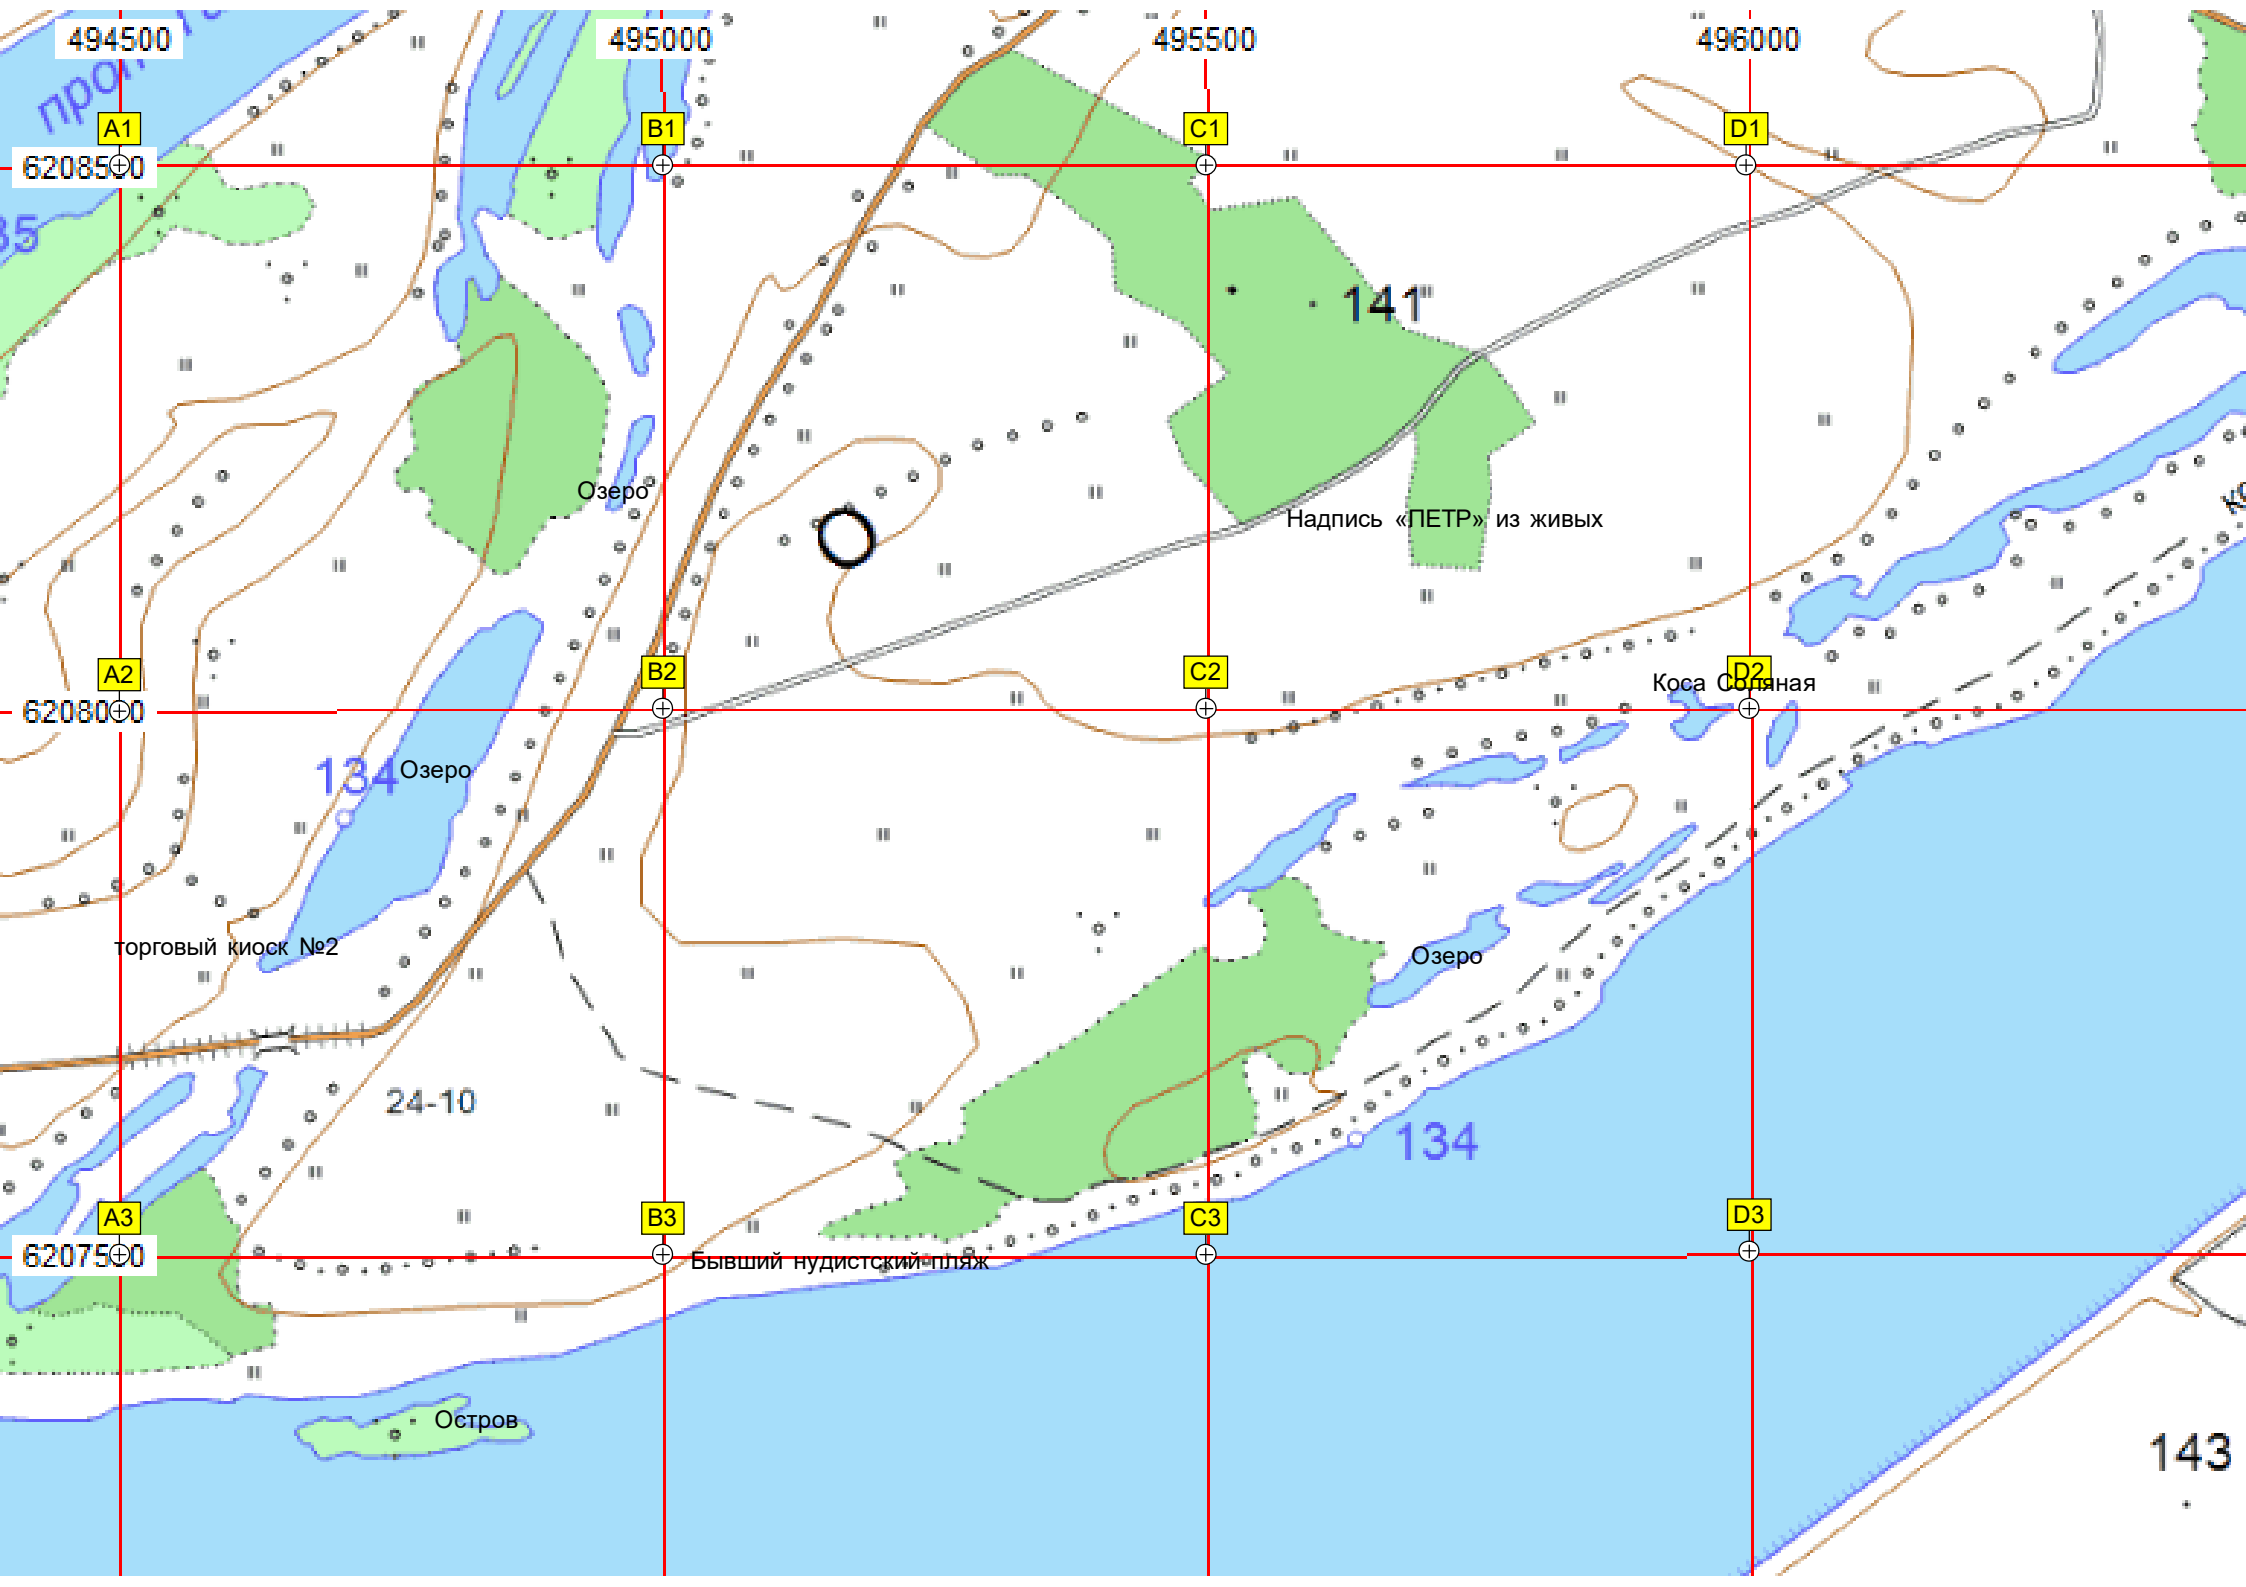 494500 495000 495500 496000
A1 B1 C1 D1
6208500
35
141
Озеро
Надпись «ПЕТР» из живых
A2 B2 C2 D2
Коса Соляная
6208000
134 Озеро
торговый киоск №2
Озеро
24-10
134
A3 B3 C3 D3
6207500
Бывший нудистский пляж
Остров
143